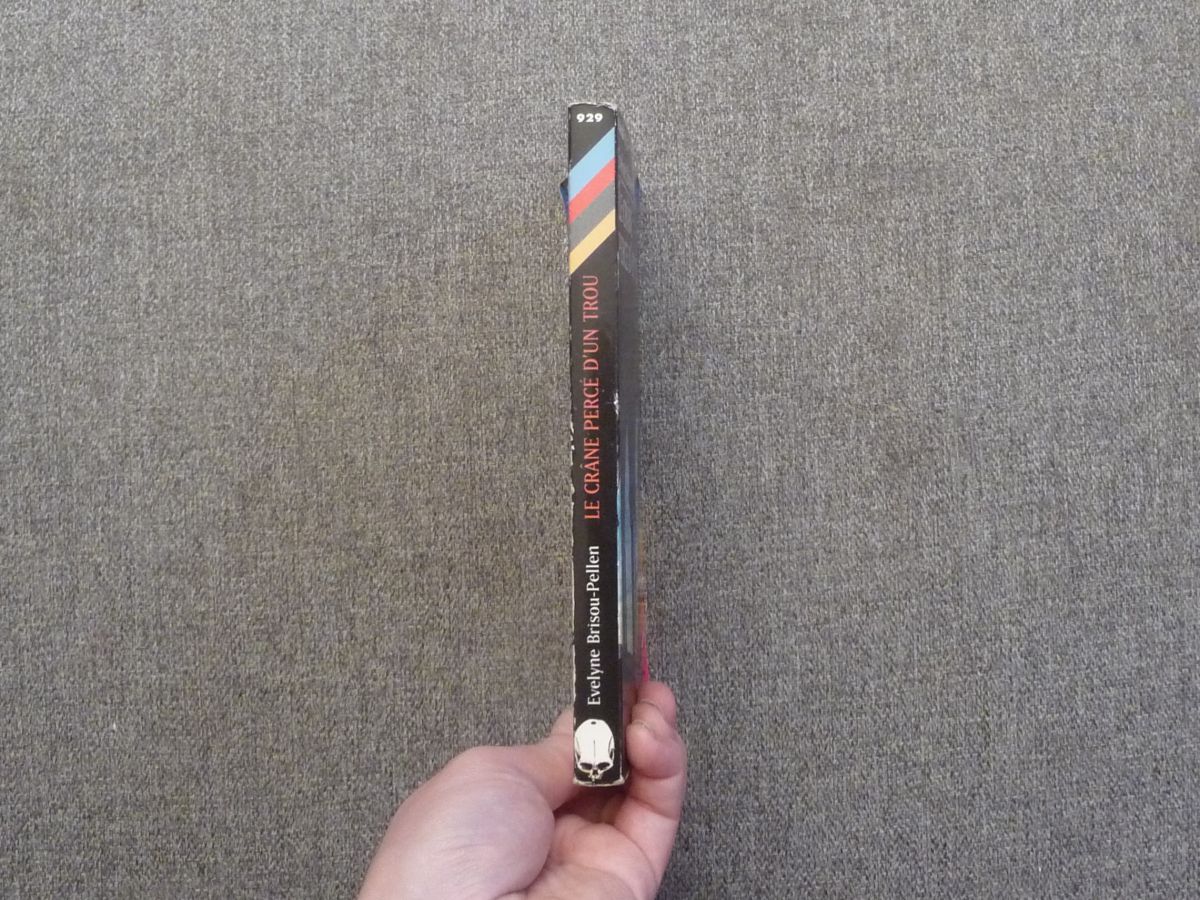 929
LE CRÂNE PERCÉ D'UN TROU
Evelyne Brisou-Pellen